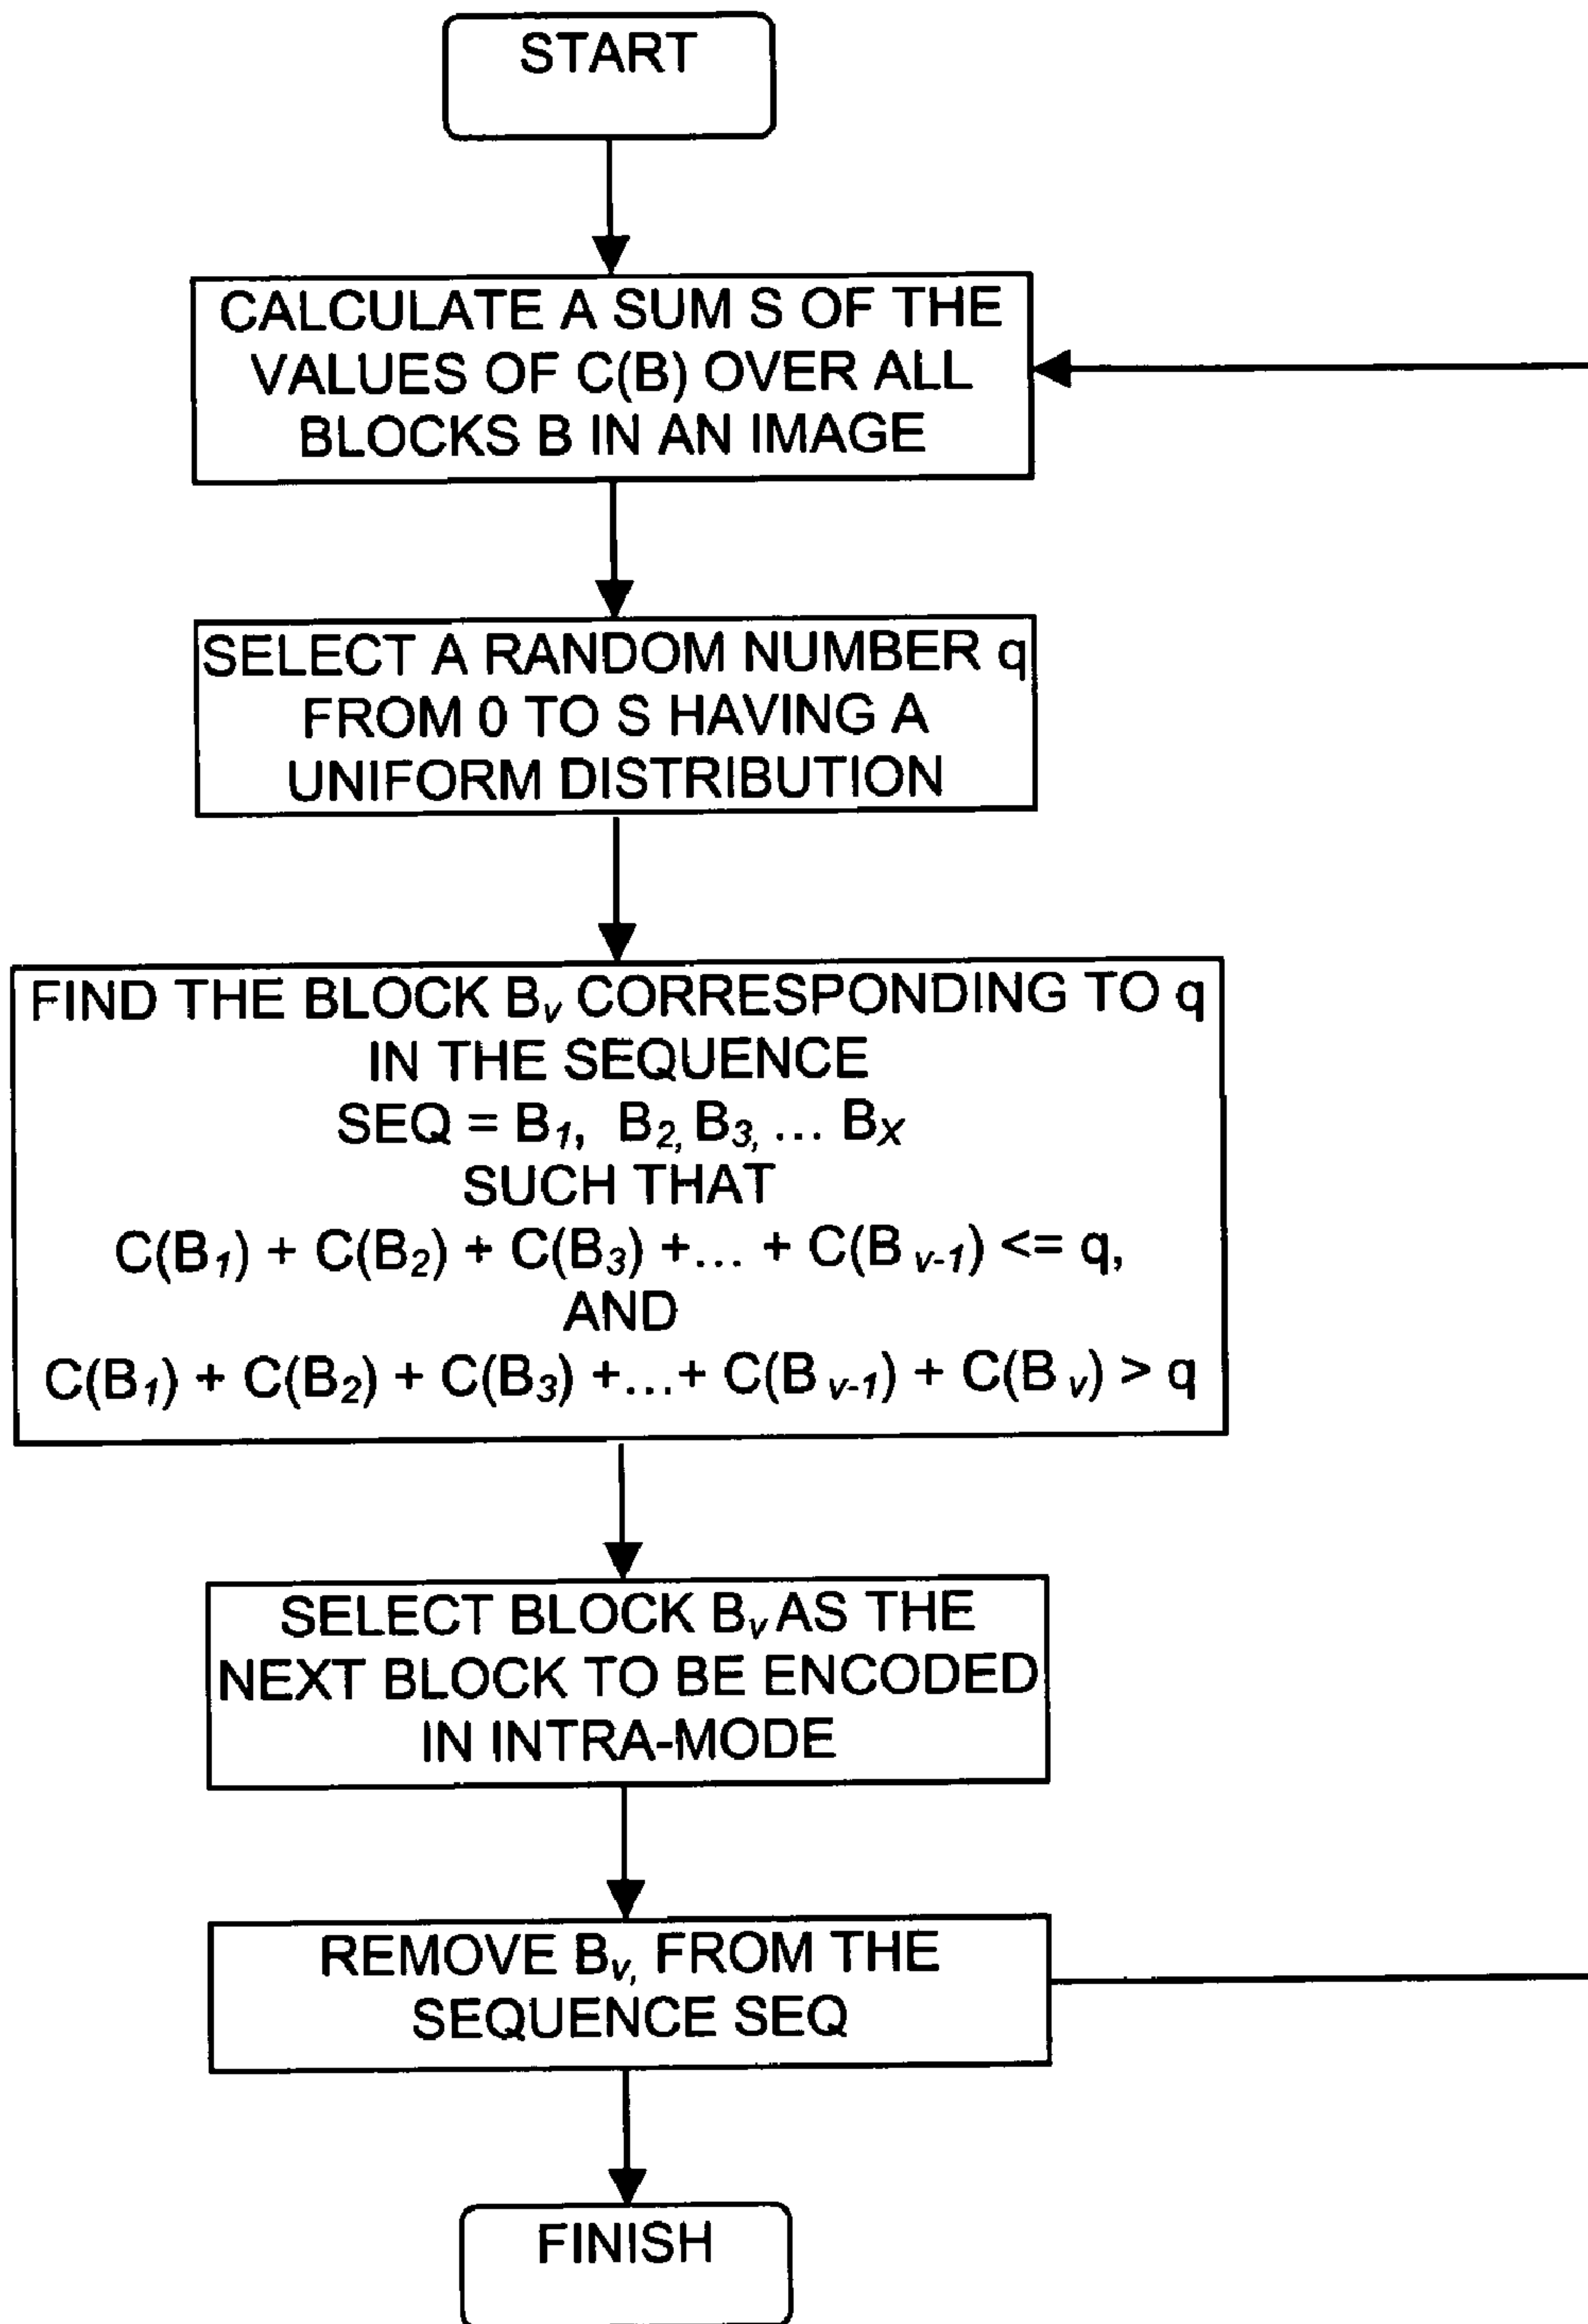 START
CALCULATE A SUM S OF THE
VALUES OF C(B) OVER ALL
BLOCKS B IN AN IMAGE
SELECT A RANDOM NUMBER q
FROM 0 TO S HAVING A
UNIFORM DISTRIBUTION
FIND THE BLOCK Bᵥ CORRESPONDING TO q
IN THE SEQUENCE
SEQ = B₁, B₂, B₃, ... Bₓ
SUCH THAT
C(B₁) + C(B₂) + C(B₃) +... + C(B ᵥ₋₁) <= q,
AND
C(B₁) + C(B₂) + C(B₃) +...+ C(B ᵥ₋₁) + C(B ᵥ) > q
SELECT BLOCK Bᵥ AS THE
NEXT BLOCK TO BE ENCODED
IN INTRA-MODE
REMOVE Bᵥ, FROM THE
SEQUENCE SEQ
FINISH